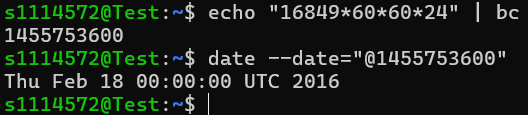 s1114572@Test:~$ echo "16849*60*60*24" | bc
1455753600
s1114572@Test:~$ date --date="@1455753600"
Thu Feb 18 00:00:00 UTC 2016
s1114572@Test:~$